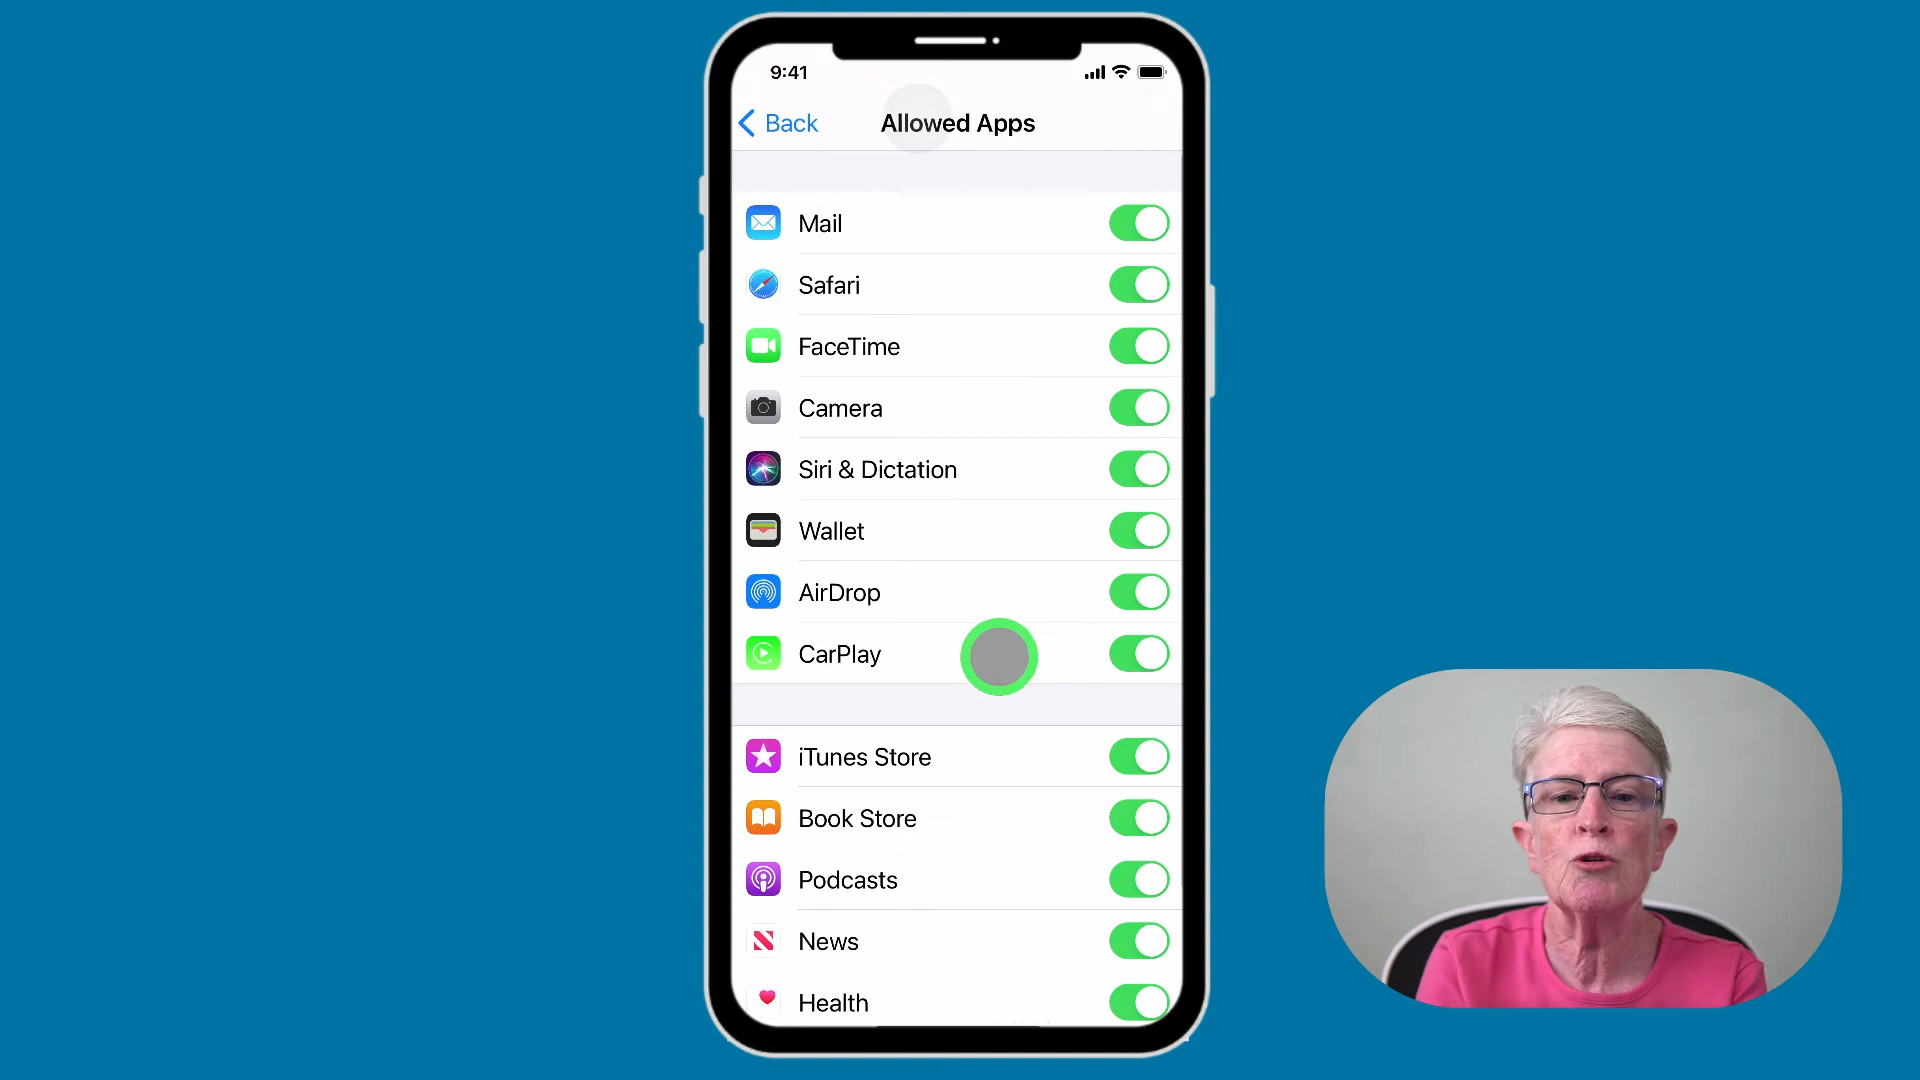 9:41
Back
Allowed Apps
Mail
Safari
FaceTime
Camera
Siri & Dictation
Wallet
AirDrop
CarPlay
iTunes Store
Book Store
Podcasts
News
Health